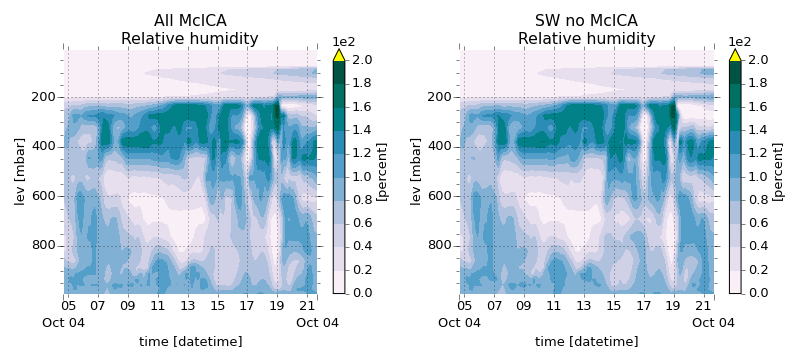 All McICA
Relative humidity
1e2
2.0
1.8
1.6
1.4
1.2
1.0
0.8
0.6
0.4
0.2
0.0
[percent]
lev [mbar]
200
400
600
800
05 07 09 11 13 15 17 19 21
Oct 04 Oct 04
time [datetime]
SW no McICA
Relative humidity
1e2
2.0
1.8
1.6
1.4
1.2
1.0
0.8
0.6
0.4
0.2
0.0
[percent]
lev [mbar]
200
400
600
800
05 07 09 11 13 15 17 19 21
Oct 04 Oct 04
time [datetime]